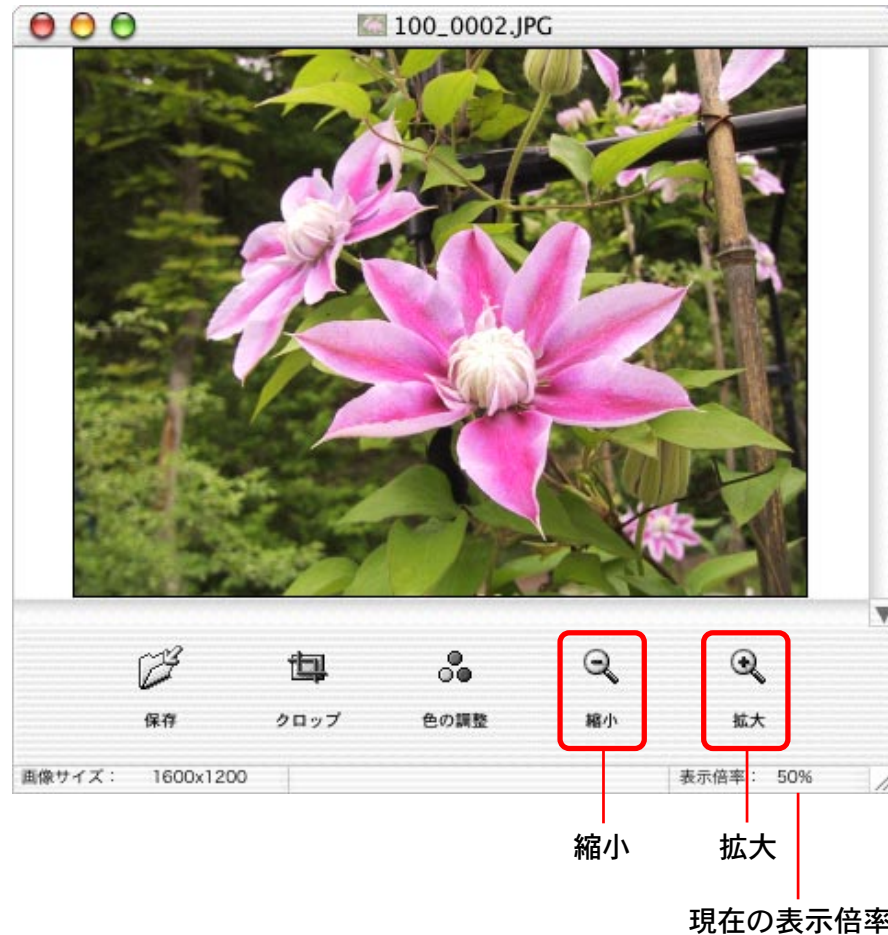 100_0002.JPG
保存 クロップ 色の調整 縮小 拡大
画像サイズ： 1600x1200 表示倍率： 50%
縮小 拡大
現在の表示倍率